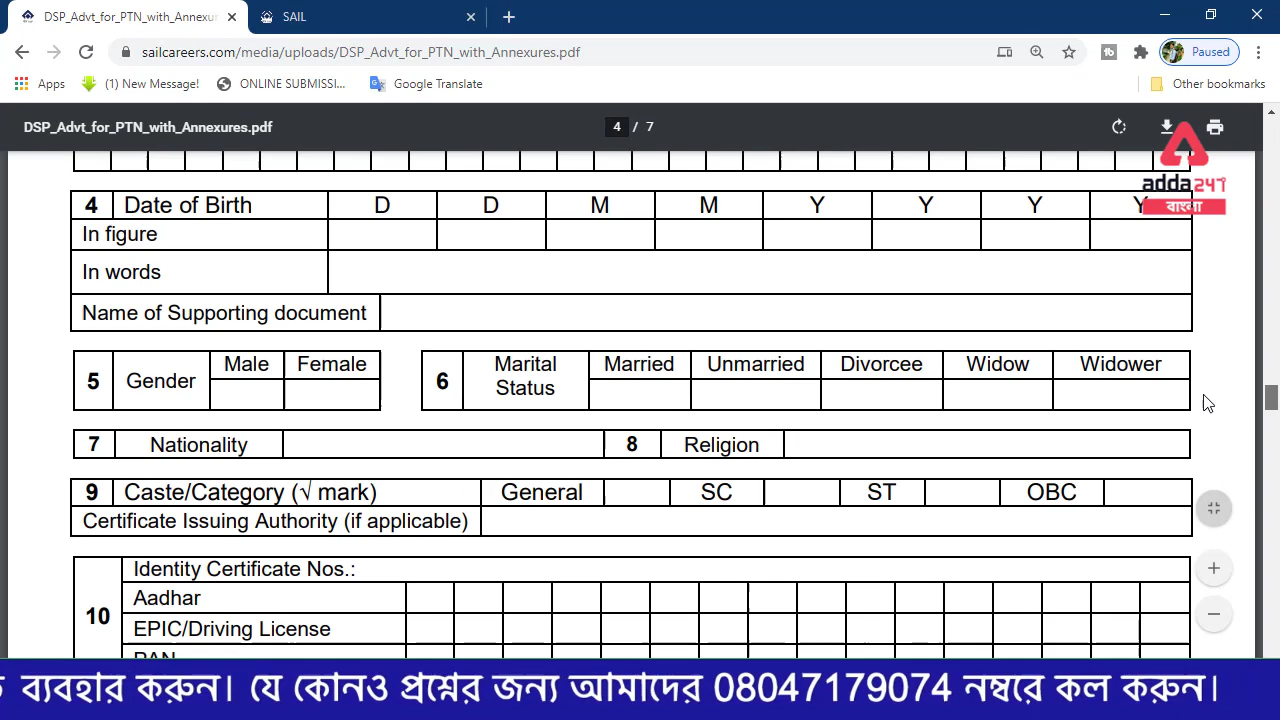 DSP_Advt_for_PTN_with_Annexur
SAIL
sailcareers.com/media/uploads/DSP_Advt_for_PTN_with_Annexures.pdf
Paused
Apps
(1) New Message!
ONLINE SUBMISSI...
Google Translate
Other bookmarks
DSP_Advt_for_PTN_with_Annexures.pdf
4 / 7
adda247
বাংলা
4 Date of Birth D D M M Y Y Y Y
In figure
In words
Name of Supporting document
5 Gender Male Female
6 Marital Status Married Unmarried Divorcee Widow Widower
7 Nationality 8 Religion
9 Caste/Category (√ mark) General SC ST OBC
Certificate Issuing Authority (if applicable)
10 Identity Certificate Nos.:
Aadhar
EPIC/Driving License
PAN
ব্যবহার করুন। যে কোনও প্রশ্নের জন্য আমাদের 08047179074 নম্বরে কল করুন।